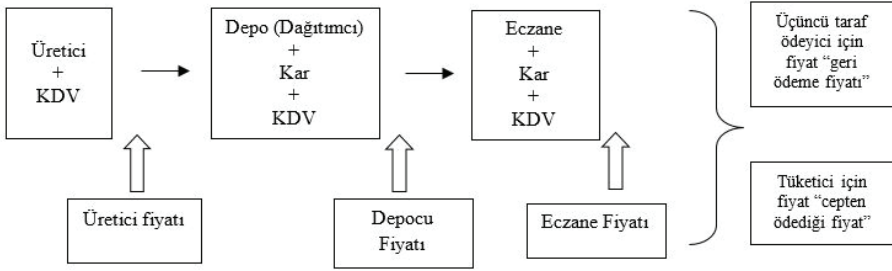 Üretici
+
KDV
Depo (Dağıtımcı)
+
Kar
+
KDV
Eczane
+
Kar
+
KDV
Üçüncü taraf
ödeyici için
fiyat “geri
ödeme fiyatı”
Üretici fiyatı
Depocu
Fiyatı
Eczane Fiyatı
Tüketici için
fiyat “cepten
ödediği fiyat”